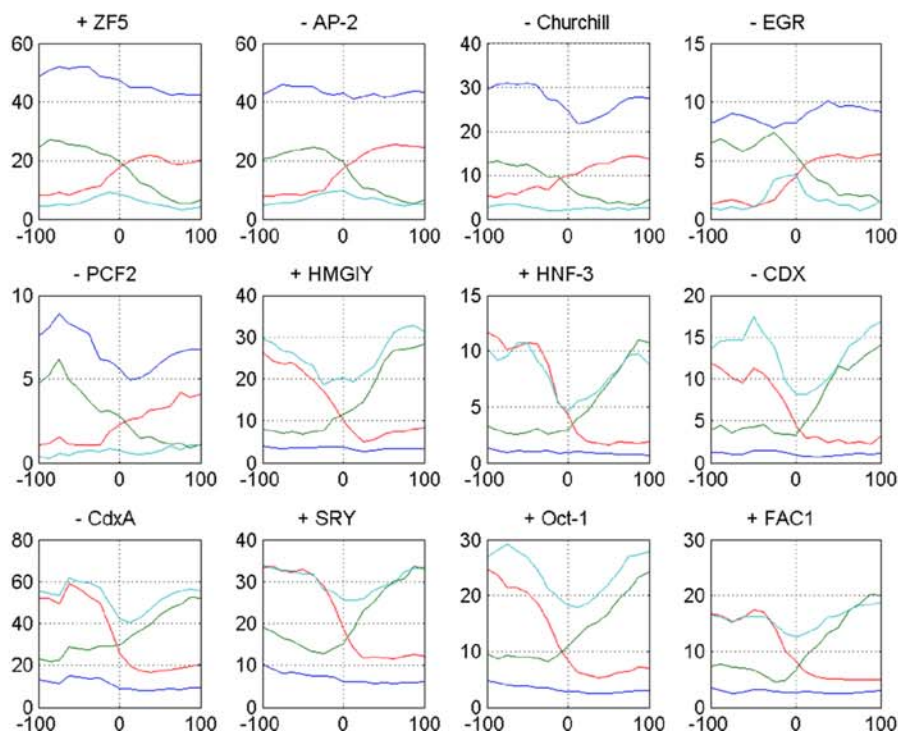 + ZF5
- AP-2
- Churchill
- EGR
60
40
20
0
-100 0 100
60
40
20
0
-100 0 100
40
30
20
10
0
-100 0 100
15
10
5
0
-100 0 100
- PCF2
+ HMGIY
+ HNF-3
- CDX
10
5
0
-100 0 100
40
30
20
10
0
-100 0 100
15
10
5
0
-100 0 100
20
15
10
5
0
-100 0 100
- CdxA
+ SRY
+ Oct-1
+ FAC1
80
60
40
20
0
-100 0 100
40
30
20
10
0
-100 0 100
30
20
10
0
-100 0 100
30
20
10
0
-100 0 100